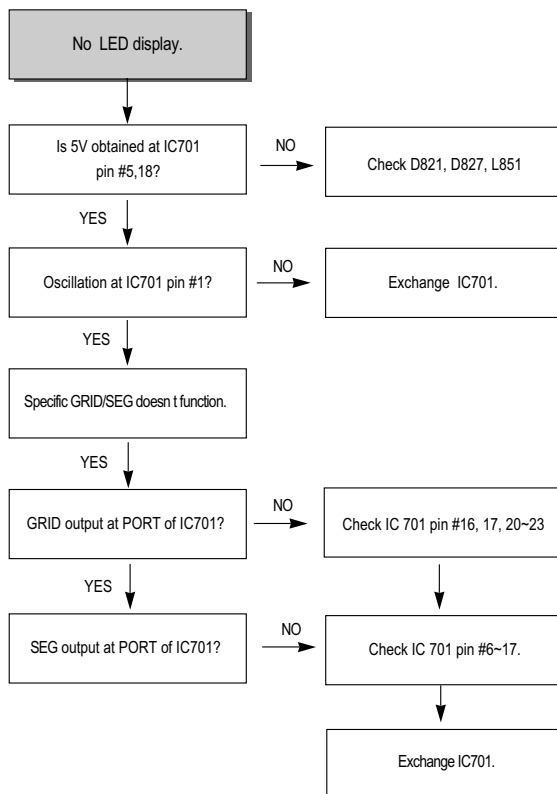 No LED display.
Is 5V obtained at IC701
pin #5,18?
NO
Check D821, D827, L851
YES
Oscillation at IC701 pin #1?
NO
Exchange IC701.
YES
Specific GRID/SEG doesn t function.
YES
GRID output at PORT of IC701?
NO
Check IC 701 pin #16, 17, 20~23
YES
SEG output at PORT of IC701?
NO
Check IC 701 pin #6~17.
Exchange IC701.